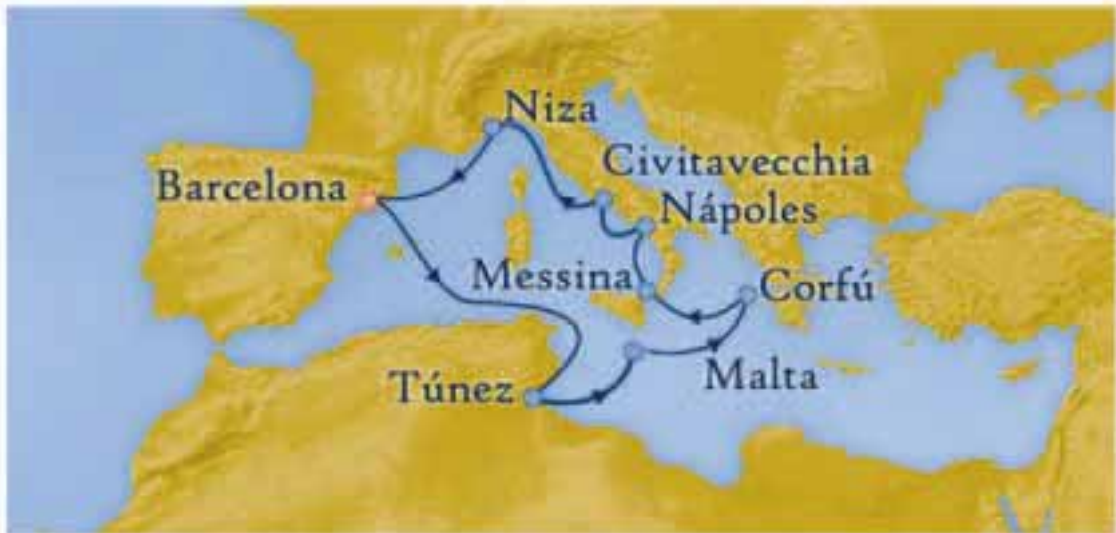 Niza
Civitavecchia
Barcelona
Nápoles
Messina
Corfú
Malta
Túnez